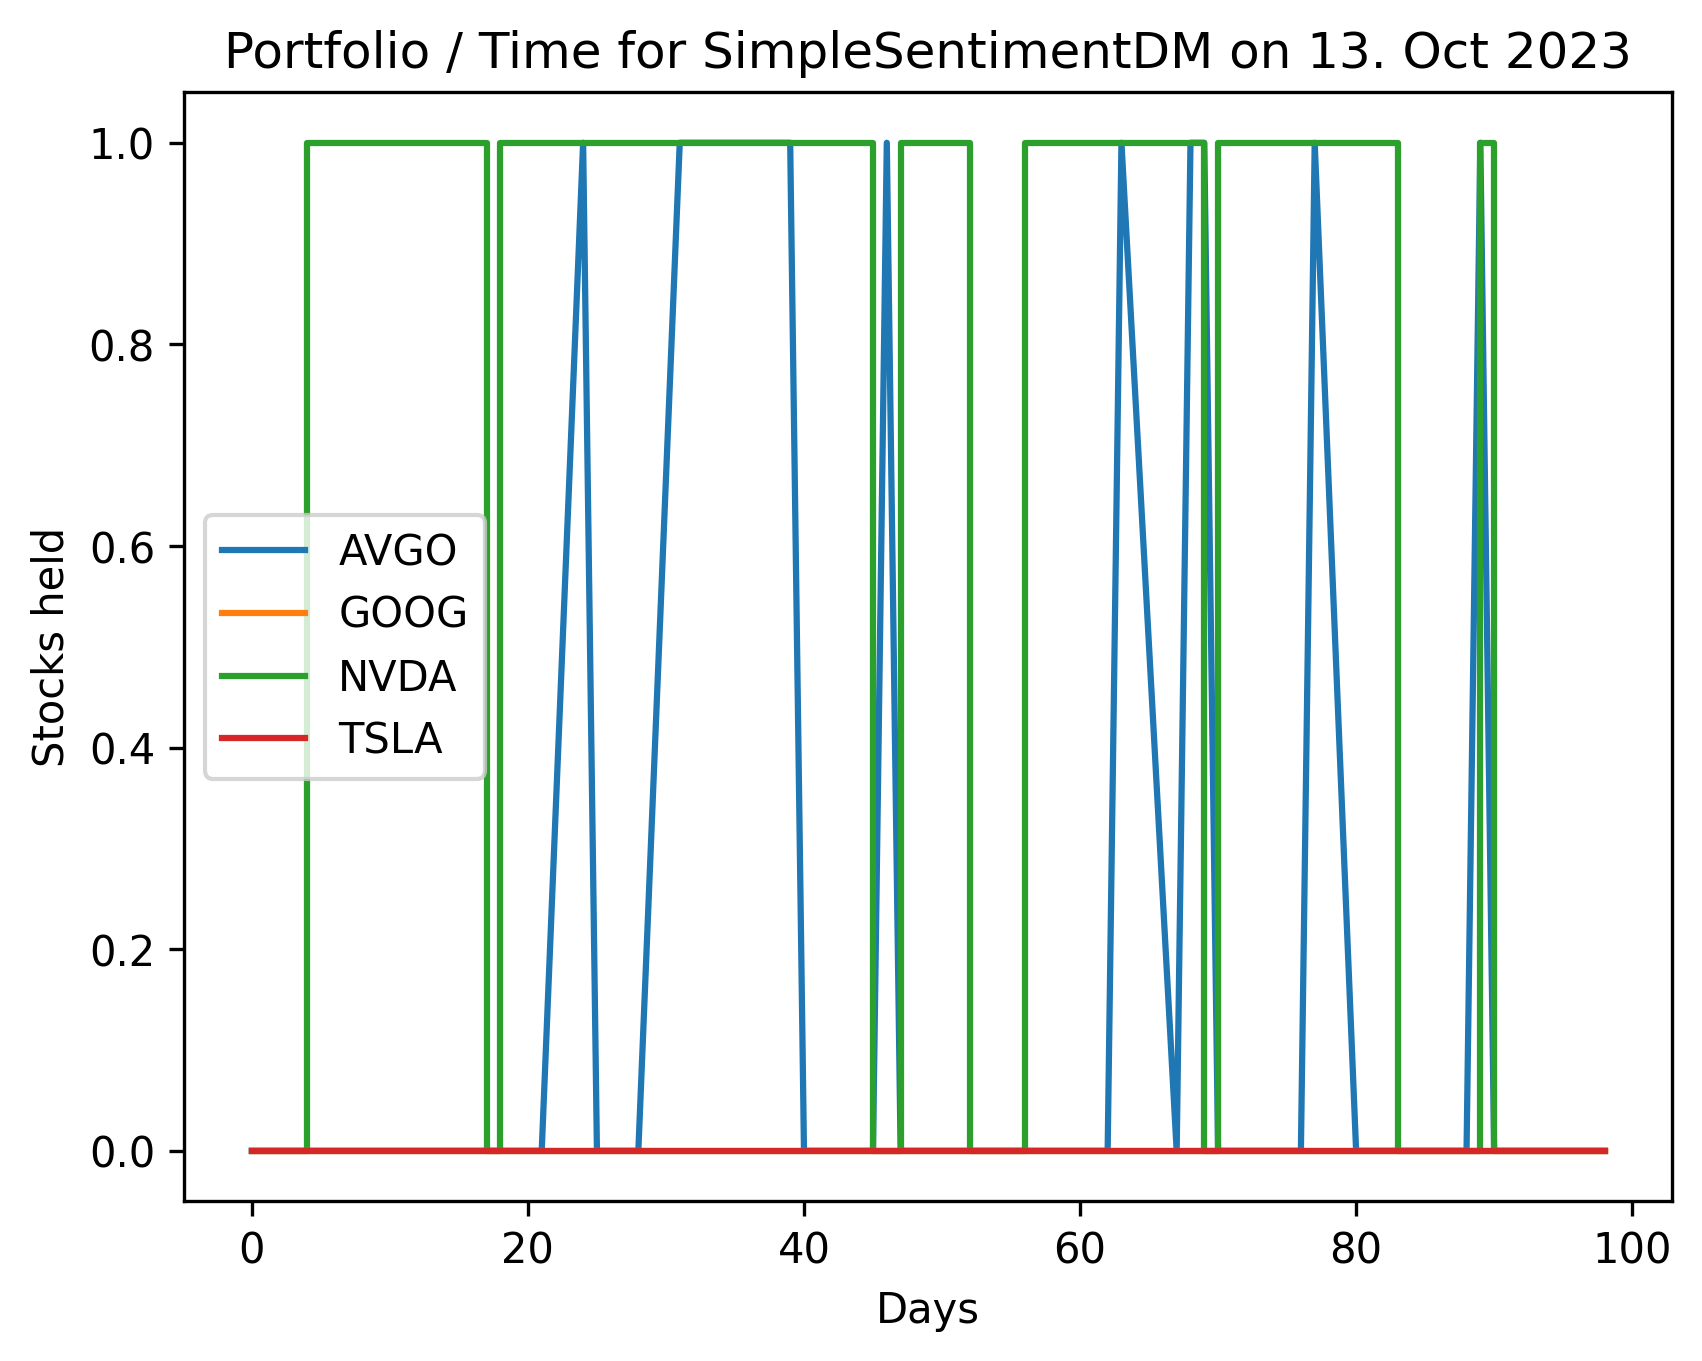 Portfolio / Time for SimpleSentimentDM on 13. Oct 2023
1.0
0.8
0.6
0.4
0.2
0.0
Stocks held
AVGO
GOOG
NVDA
TSLA
0 20 40 60 80 100
Days